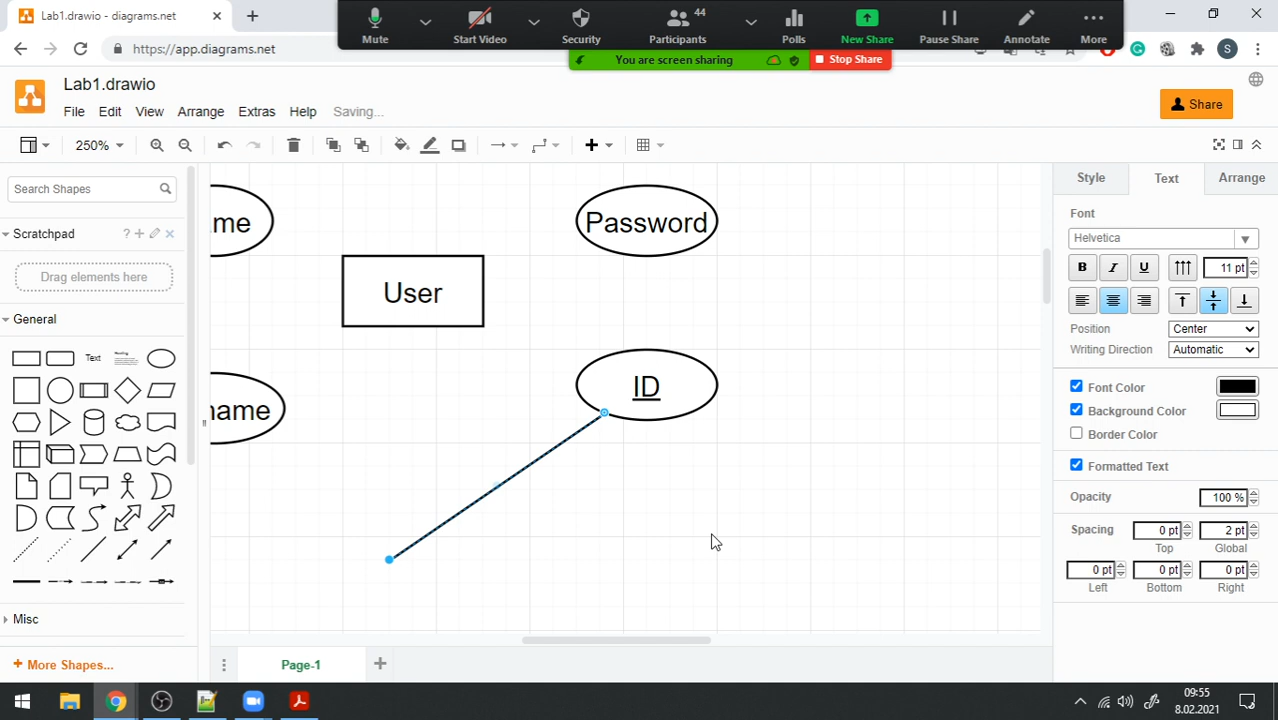 Lab1.drawio - diagrams.net
Mute
Start Video
Security
44
Participants
Polls
New Share
Pause Share
Annotate
More
https://app.diagrams.net
You are screen sharing
Stop Share
S
Lab1.drawio
File Edit View Arrange Extras Help Saving...
Share
250%
Search Shapes
Scratchpad
?
Drag elements here
General
Text
Heading
Misc
+ More Shapes...
me
Password
User
ID
name
Page-1
Style Text Arrange
Font
Helvetica
B I U 11 pt
Position Center
Writing Direction Automatic
Font Color
Background Color
Border Color
Formatted Text
Opacity 100 %
Spacing 0 pt 2 pt
Top Global
0 pt 0 pt 0 pt
Left Bottom Right
09:55
8.02.2021